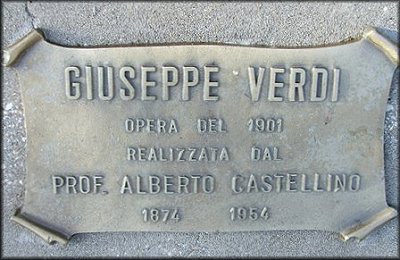 GIUSEPPE VERDI
OPERA DEL 1901
REALIZZATA DAL
PROF. ALBERTO CASTELLINO
1874 1954